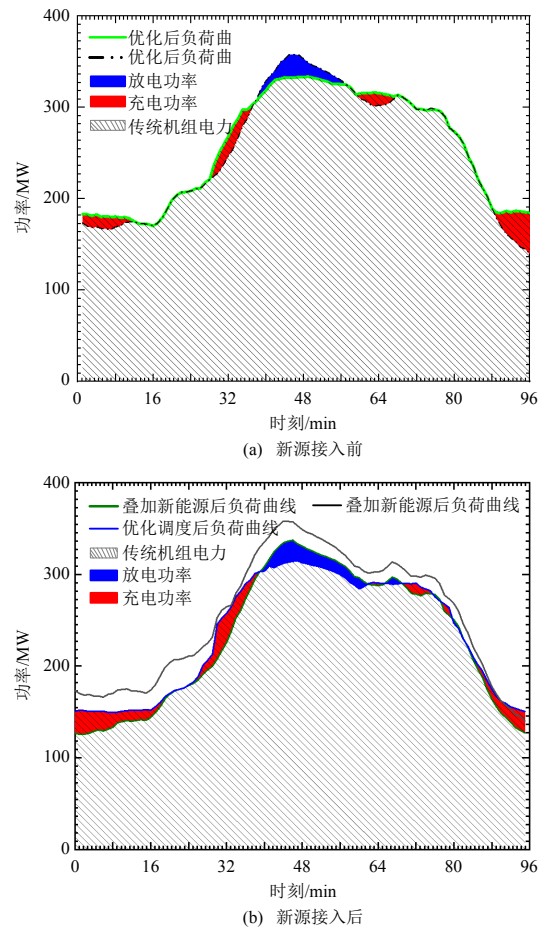 400
优化后负荷曲
优化后负荷曲
放电功率
300
充电功率
传统机组电力
功率/MW
200
300
0
0 16 32 48 64 80 96
时刻/min
(a) 新源接入前
400
叠加新能源后负荷曲线 叠加新能源后负荷曲线
优化调度后负荷曲线
传统机组电力
300
放电功率
充电功率
功率/MW
200
100
0
0 16 32 48 64 80 96
时刻/min
(b) 新源接入后